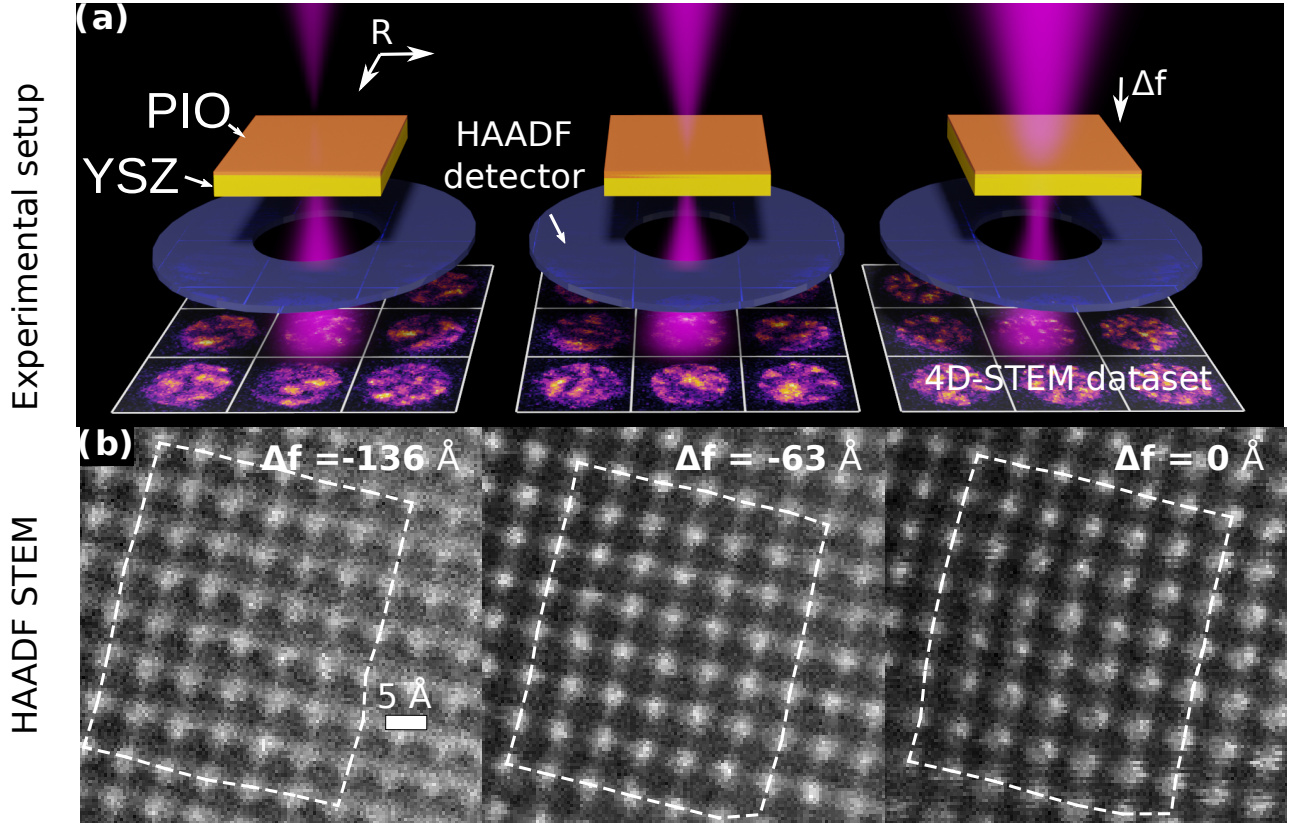 Experimental setup
(a)
R
PIO
YSZ
HAADF
detector
Δf
4D-STEM dataset
HAADF STEM
(b)
Δf =-136 Å
5 Å
Δf = -63 Å
Δf = 0 Å